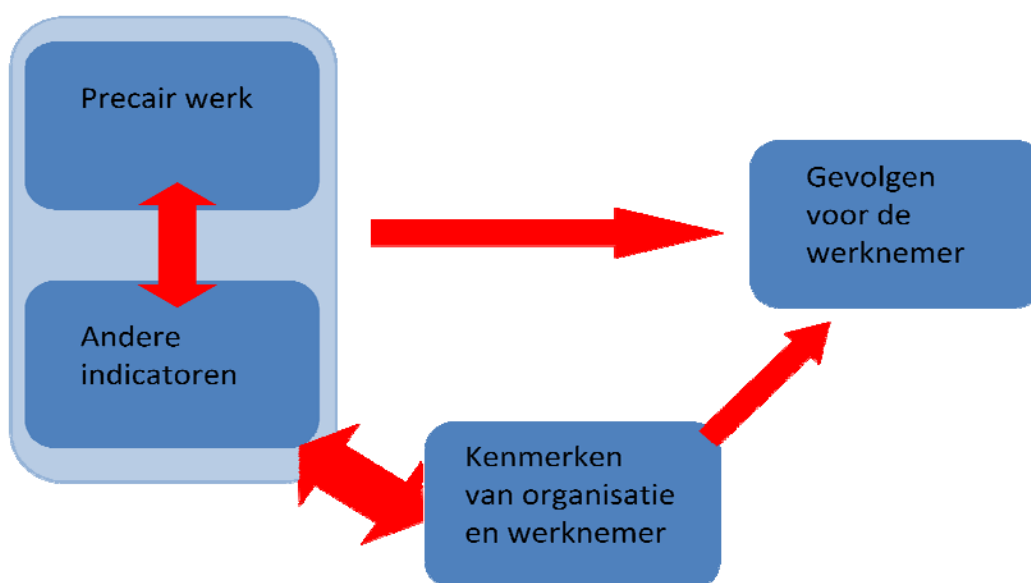 Precair werk
Andere
indicatoren
Gevolgen
voor de
werknemer
Kenmerken
van organisatie
en werknemer